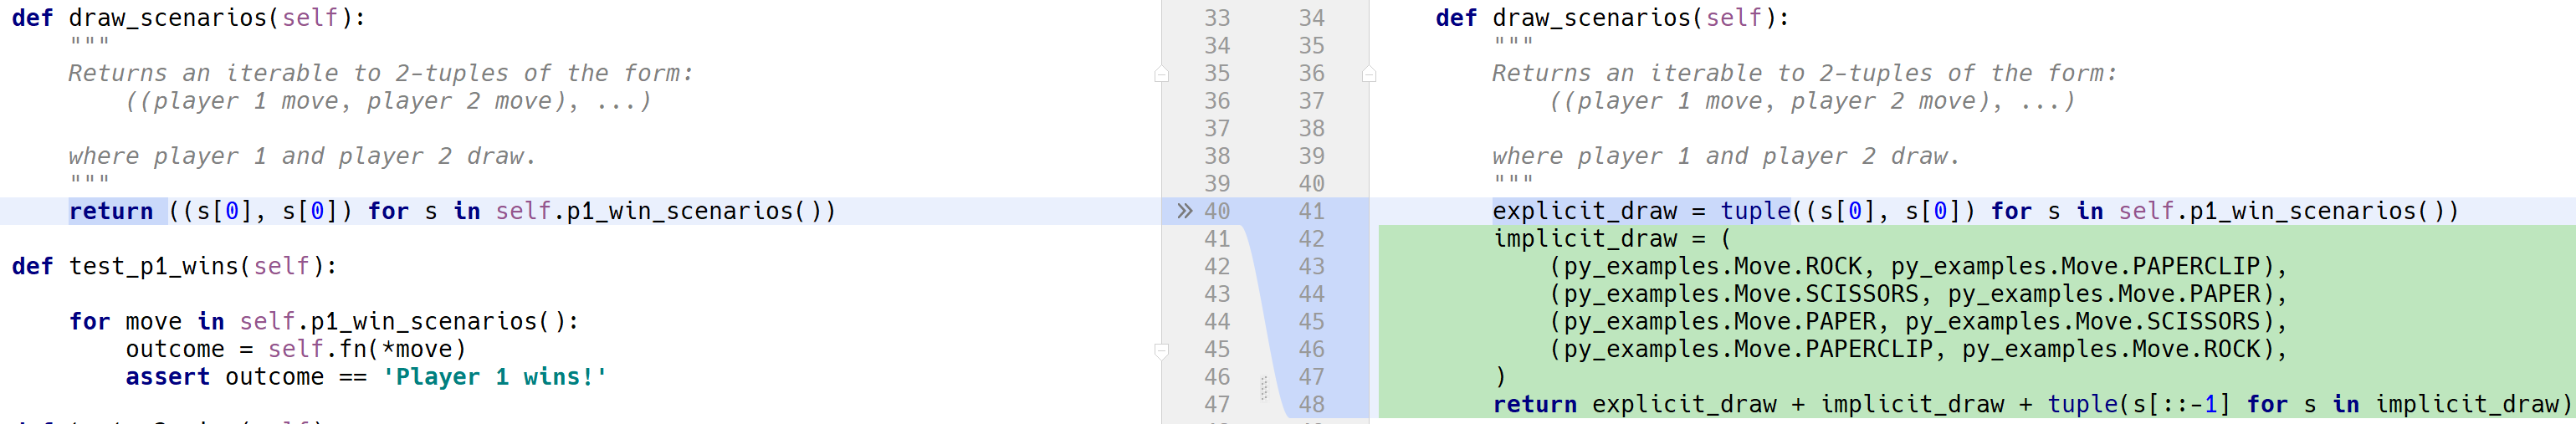 def draw_scenarios(self):
"""
Returns an iterable to 2-tuples of the form:
((player 1 move, player 2 move), ...)
where player 1 and player 2 draw.
"""
return ((s[0], s[0]) for s in self.p1_win_scenarios())
def test_p1_wins(self):
for move in self.p1_win_scenarios():
outcome = self.fn(*move)
assert outcome == 'Player 1 wins!'
33 34
34 35
35 36
36 37
37 38
38 39
39 40
» 40 41
41 42
42 43
43 44
44 45
45 46
46 47
47 48
def draw_scenarios(self):
"""
Returns an iterable to 2-tuples of the form:
((player 1 move, player 2 move), ...)
where player 1 and player 2 draw.
"""
explicit_draw = tuple((s[0], s[0]) for s in self.p1_win_scenarios())
implicit_draw = (
(py_examples.Move.ROCK, py_examples.Move.PAPERCLIP),
(py_examples.Move.SCISSORS, py_examples.Move.PAPER),
(py_examples.Move.PAPER, py_examples.Move.SCISSORS),
(py_examples.Move.PAPERCLIP, py_examples.Move.ROCK),
)
return explicit_draw + implicit_draw + tuple(s[::-1] for s in implicit_draw)